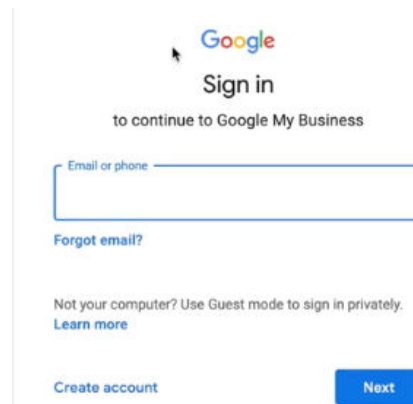 Google
Sign in
to continue to Google My Business
Email or phone
Forgot email?
Not your computer? Use Guest mode to sign in privately.
Learn more
Create account
Next